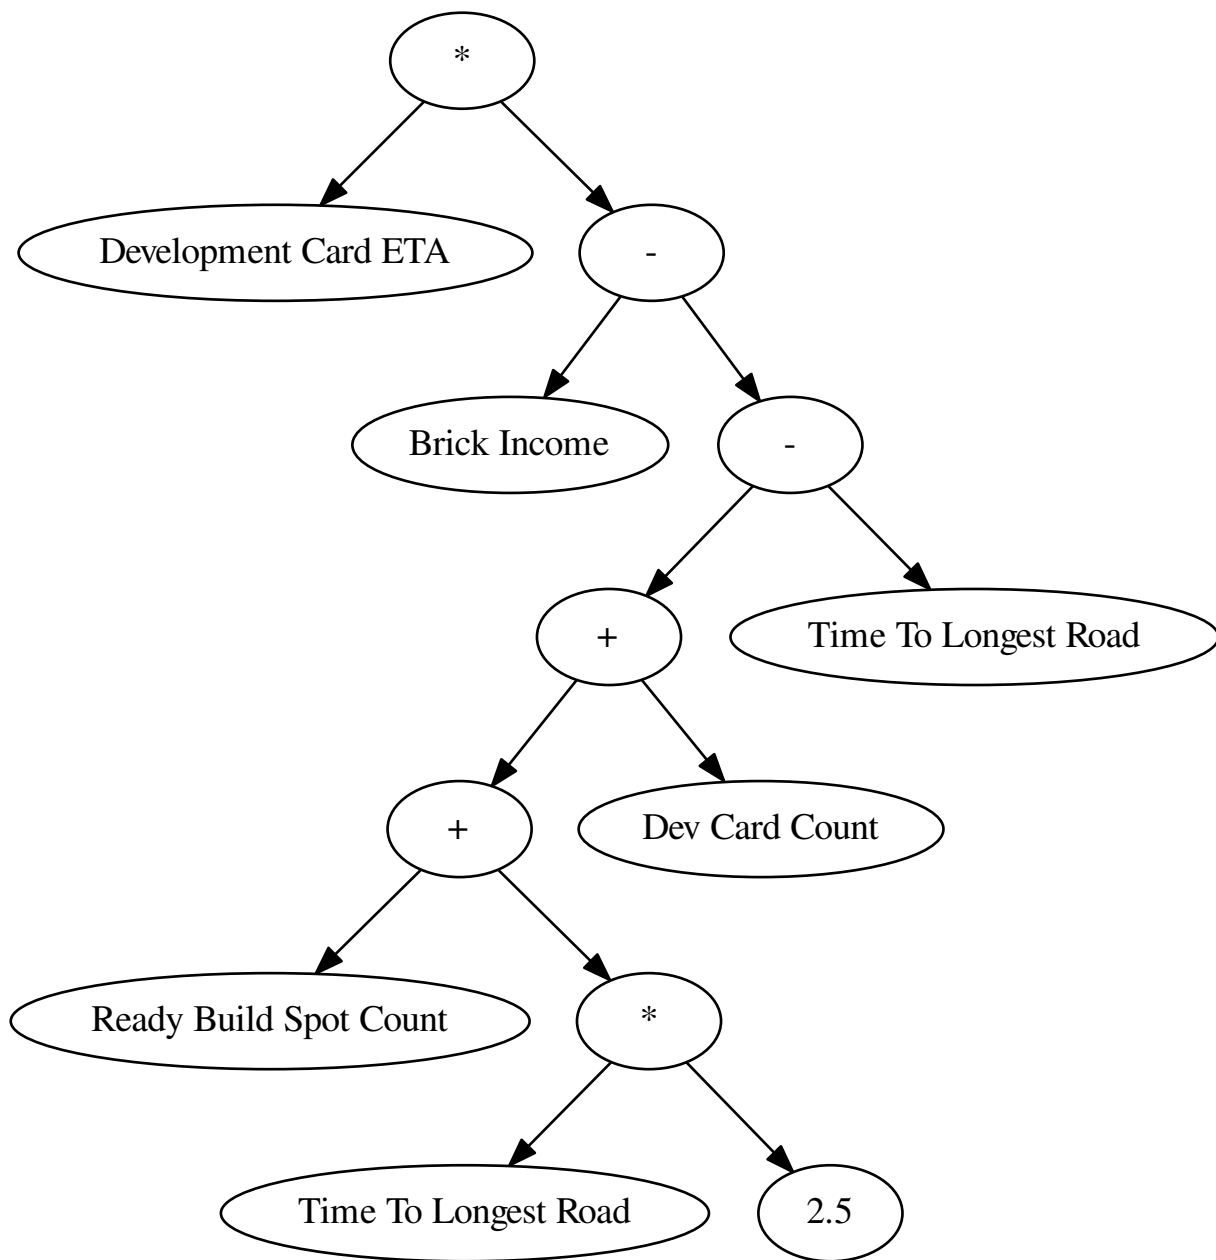 *
Development Card ETA
-
Brick Income
-
+
Time To Longest Road
+
Dev Card Count
Ready Build Spot Count
*
Time To Longest Road
2.5